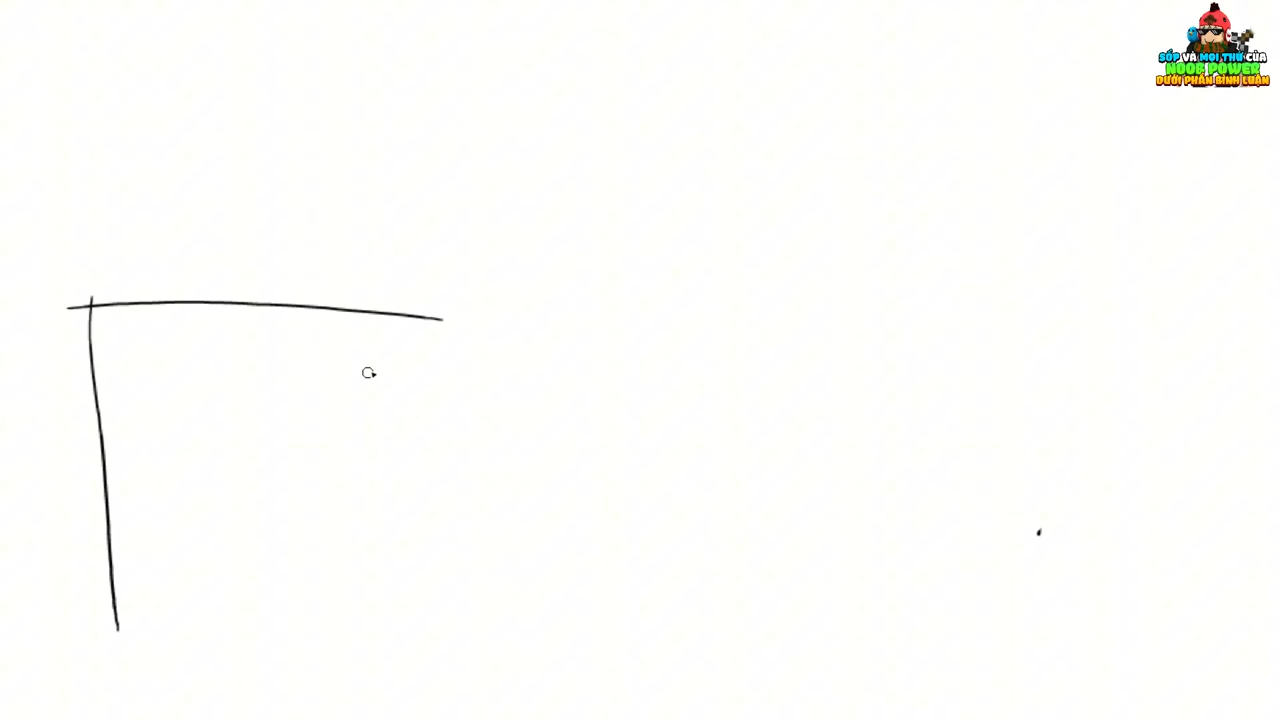 SỐP VÀ MỌI THỨ CỦA
NOOB POWER
DƯỚI PHẦN BÌNH LUẬN